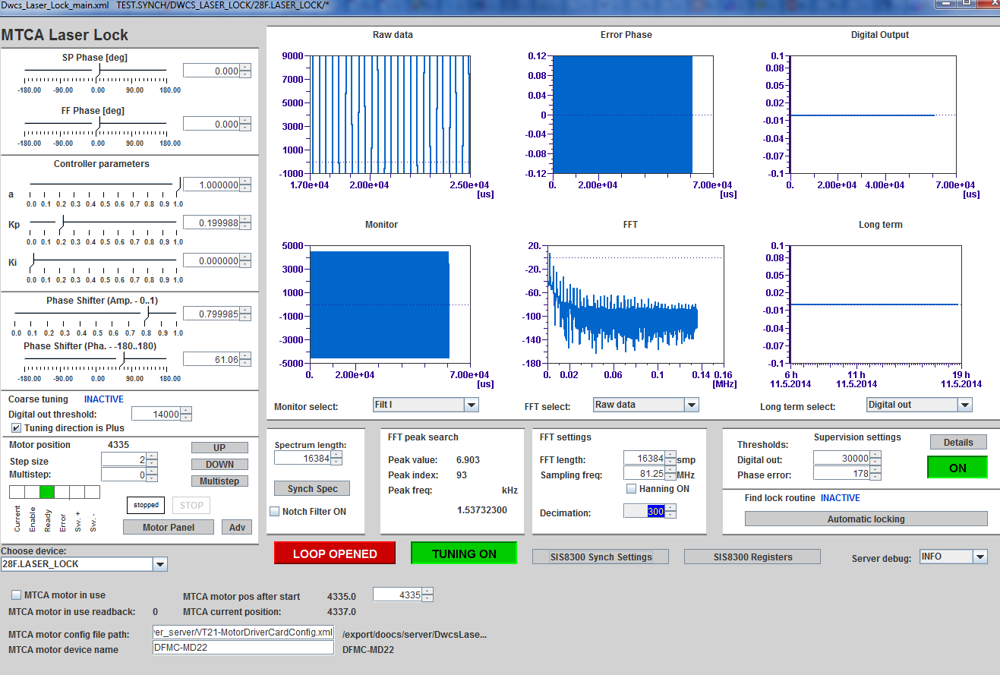 Dwcs_Laser_Lock_main.xml TEST.SYNCH/DWCS_LASER_LOCK/28F.LASER_LOCK/*
MTCA Laser Lock
SP Phase [deg]
0.000
-180.00 -90.00 0.00 90.00 180.00
FF Phase [deg]
0.000
-180.00 -90.00 0.00 90.00 180.00
Controller parameters
a
1.000000
0.0 0.1 0.2 0.3 0.4 0.5 0.6 0.7 0.8 0.9 1.0
Kp
0.199988
0.0 0.1 0.2 0.3 0.4 0.5 0.6 0.7 0.8 0.9 1.0
Ki
0.000000
0.0 0.1 0.2 0.3 0.4 0.5 0.6 0.7 0.8 0.9 1.0
Phase Shifter (Amp. - 0..1)
0.799985
0.0 0.1 0.2 0.3 0.4 0.5 0.6 0.7 0.8 0.9 1.0
Phase Shifter (Pha. - -180..180)
61.06
-180.00 -90.00 0.00 90.00 180.00
Coarse tuning INACTIVE
Digital out threshold: 14000
Tuning direction is Plus
Motor position 4335 UP
Step size 2 DOWN
Multistep: 0 Multistep
Current Enable Ready Error Sw. + Sw. -
stopped STOP
Motor Panel Adv
Raw data
9000
7000
5000
3000
1000
-1000
1.70e+04 2.00e+04 2.50e+04
[us]
Error Phase
0.12
0.08
0.04
0
-0.04
-0.08
-0.12
0. 2.00e+04 7.00e+04
[us]
Digital Output
0.1
0.08
0.05
0.02
-0.01
-0.04
-0.07
-0.1
0. 2.00e+04 4.00e+04 7.00e+04
[us]
Monitor
5000
3000
1000
-1000
-3000
-5000
0. 2.00e+04 7.00e+04
[us]
Monitor select: Filt I
FFT
20.
-20.
-60.
-100
-140
-180
0. 0.02 0.06 0.1 0.14 0.16
[MHz]
FFT select: Raw data
Long term
0.1
0.08
0.05
0.02
-0.01
-0.04
-0.07
-0.1
6 h 11 h 19 h
11.5.2014 11.5.2014 11.5.2014
Long term select: Digital out
Spectrum length:
16384
Synch Spec
Notch Filter ON
FFT peak search
Peak value: 6.903
Peak index: 93
Peak freq: kHz
1.53732300
FFT settings
FFT length: 16384 smp
Sampling freq: 81.25 MHz
Hanning ON
Decimation: 300
Supervision settings
Thresholds: Details
Digital out: 30000
Phase error: 178
ON
Find lock routine INACTIVE
Automatic locking
LOOP OPENED TUNING ON SIS8300 Synch Settings SIS8300 Registers Server debug: INFO
Choose device:
28F.LASER_LOCK
MTCA motor in use MTCA motor pos after start 4335.0 4335
MTCA motor in use readback: 0 MTCA current position: 4337.0
MTCA motor config file path: er_server/VT21-MotorDriverCardConfig.xml /export/doocs/server/DwcsLase...
MTCA motor device name DFMC-MD22 DFMC-MD22